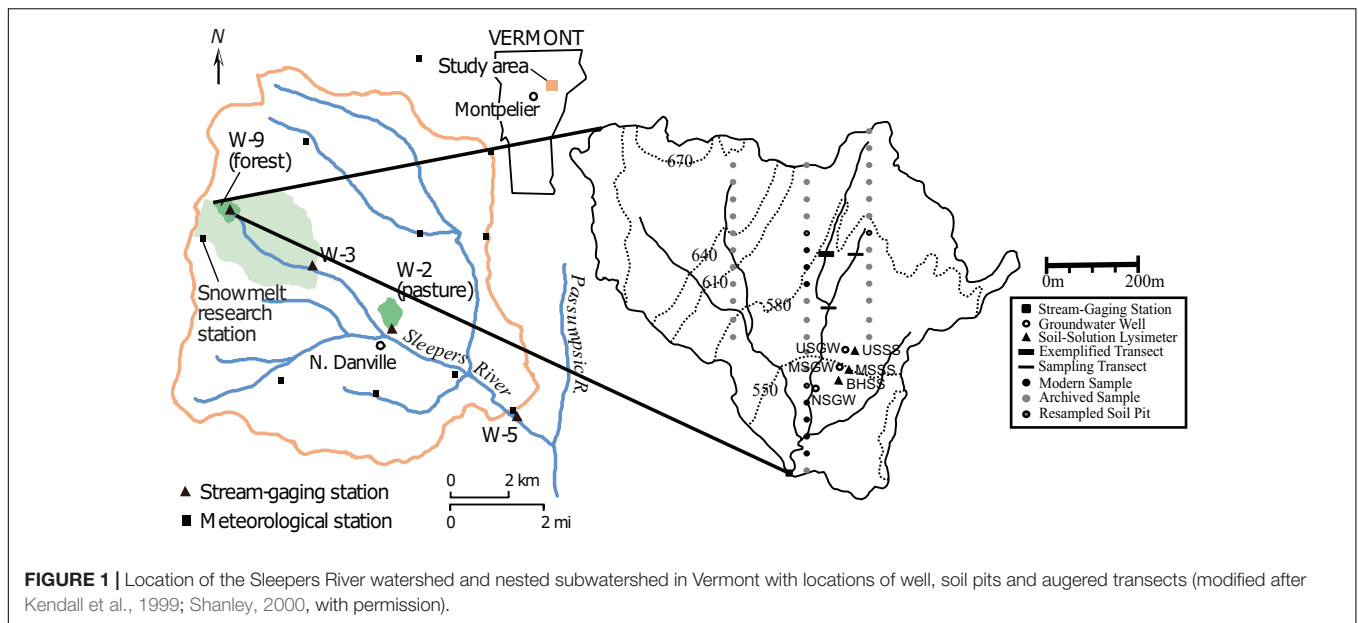 N
VERMONT
Study area
Montpelier
W-9
(forest)
W-3
W-2
(pasture)
Snowmelt
research
station
N. Danville
Sleepers River
Passumpsic R.
W-5
0 2 km
0 2 mi
▲ Stream-gaging station
■ Meteorological station
670
640
610
580
550
USGW
USSS
MSGW
MSSS
BHSS
NSGW
0m 200m
Stream-Gaging Station
Groundwater Well
Soil-Solution Lysimeter
Exemplified Transect
Sampling Transect
Modern Sample
Archived Sample
Resampled Soil Pit
FIGURE 1 | Location of the Sleepers River watershed and nested subwatershed in Vermont with locations of well, soil pits and augered transects (modified after
Kendall et al., 1999; Shanley, 2000, with permission).